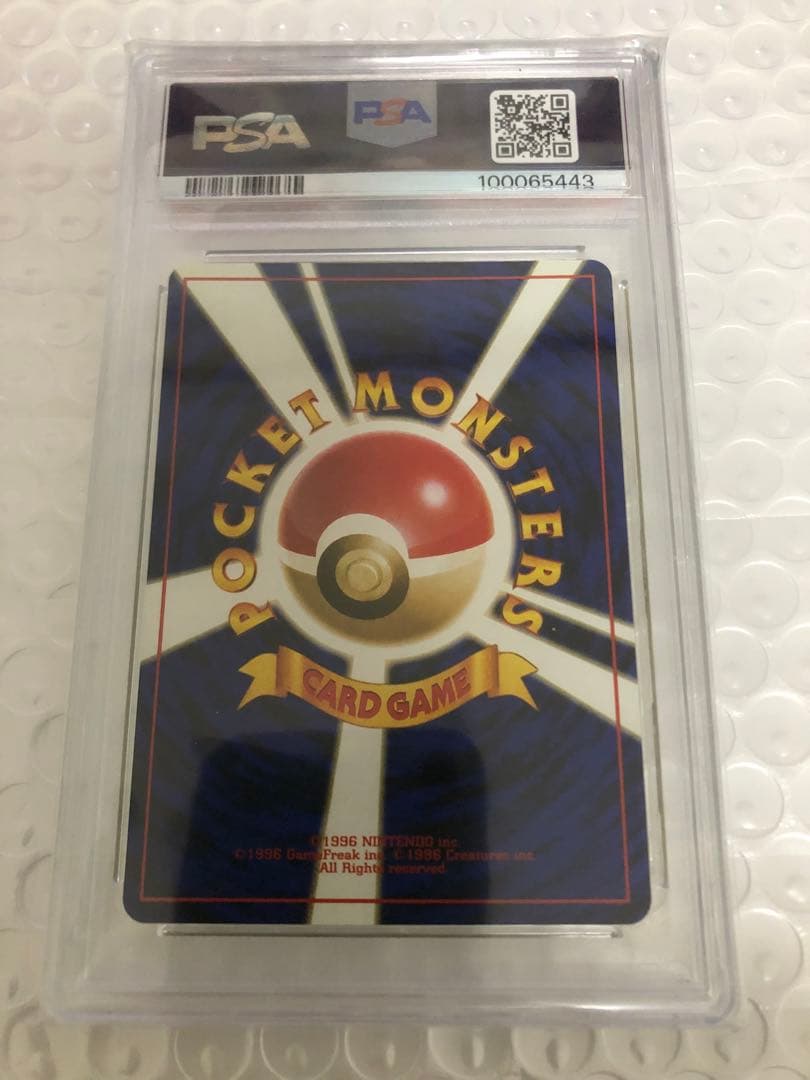 PSA PSA
100065443
POCKET MONSTERS
CARD GAME
©1996 NINTENDO inc.
©1996 GameFreak inc. ©1996 Creatures inc.
All Rights reserved.